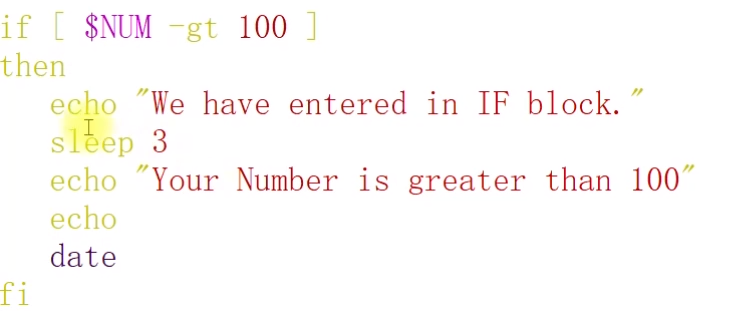 if [ $NUM -gt 100 ]
then
echo "We have entered in IF block."
sleep 3
echo "Your Number is greater than 100"
echo
date
fi